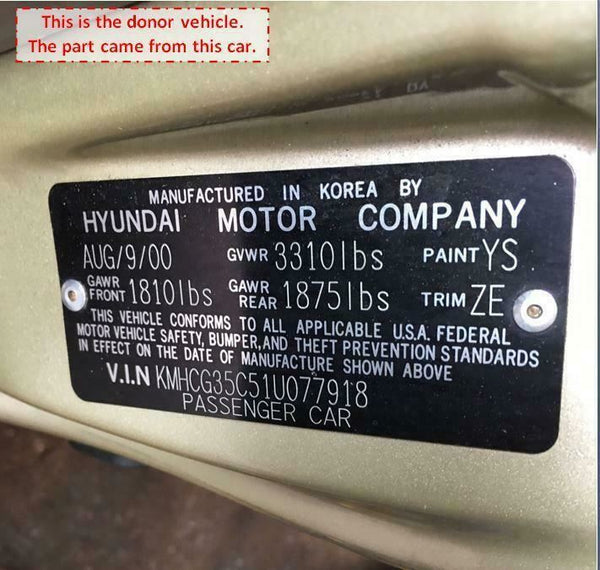 This is the donor vehicle.
The part came from this car.
MANUFACTURED IN KOREA BY
HYUNDAI MOTOR COMPANY
AUG/9/00 GVWR 3310lbs PAINT YS
GAWR FRONT 1810lbs GAWR REAR 1875lbs TRIM ZE
THIS VEHICLE CONFORMS TO ALL APPLICABLE U.S.A. FEDERAL
MOTOR VEHICLE SAFETY, BUMPER, AND THEFT PREVENTION STANDARDS
IN EFFECT ON THE DATE OF MANUFACTURE SHOWN ABOVE
V.I.N KMHCG35C51U077918
PASSENGER CAR